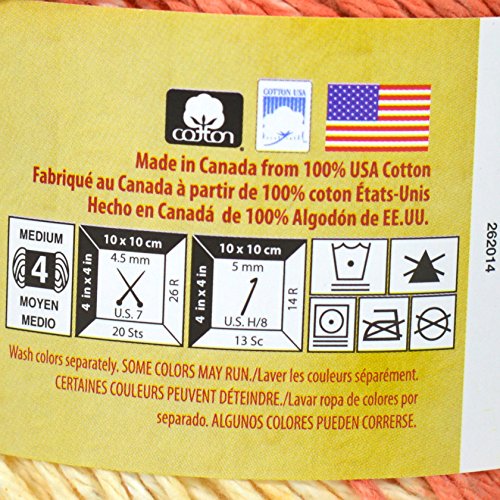 cotton
COTTON USA
Made in Canada from 100% USA Cotton
Fabriqué au Canada à partir de 100% coton États-Unis
Hecho en Canadá de 100% Algodón de EE.UU.
MEDIUM
4
MOYEN
MEDIO
10 x 10 cm
4 in x 4 in
4.5 mm
26 R
U.S. 7
20 Sts
10 x 10 cm
4 in x 4 in
5 mm
14 R
U.S. H/8
13 Sc
262014
Wash colors separately. SOME COLORS MAY RUN./Laver les couleurs séparément.
CERTAINES COULEURS PEUVENT DÉTEINDRE./Lavar ropa de colores por
separado. ALGUNOS COLORES PUEDEN CORRERSE.